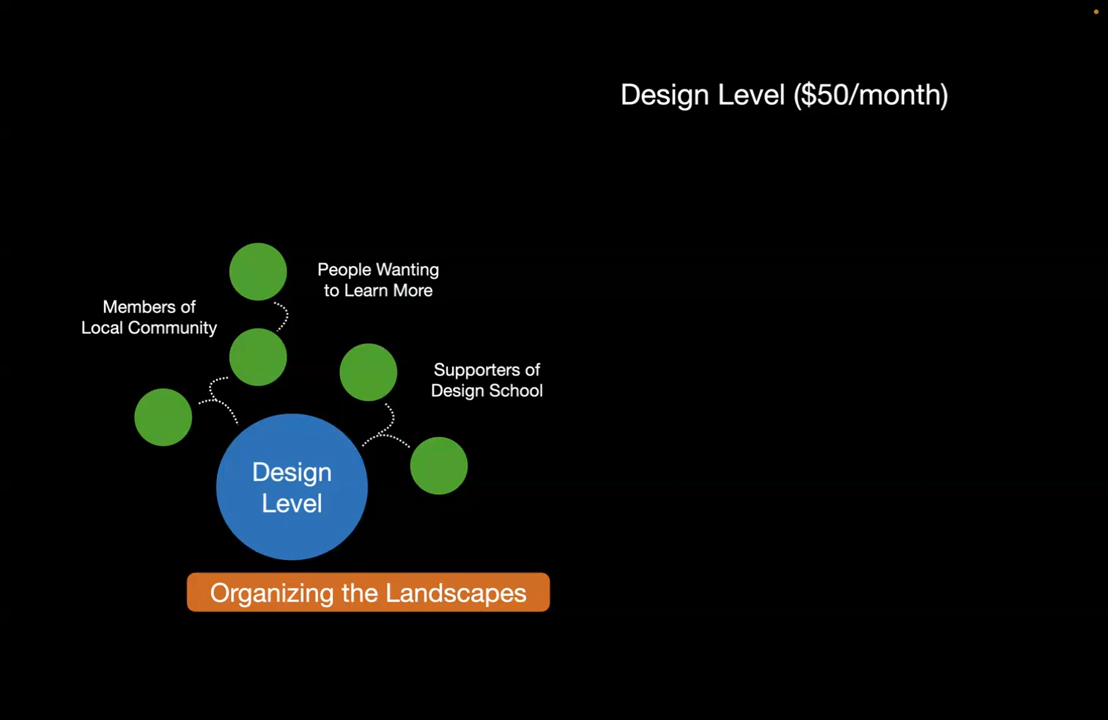 Design Level ($50/month)
People Wanting
to Learn More
Members of
Local Community
Supporters of
Design School
Design
Level
Organizing the Landscapes